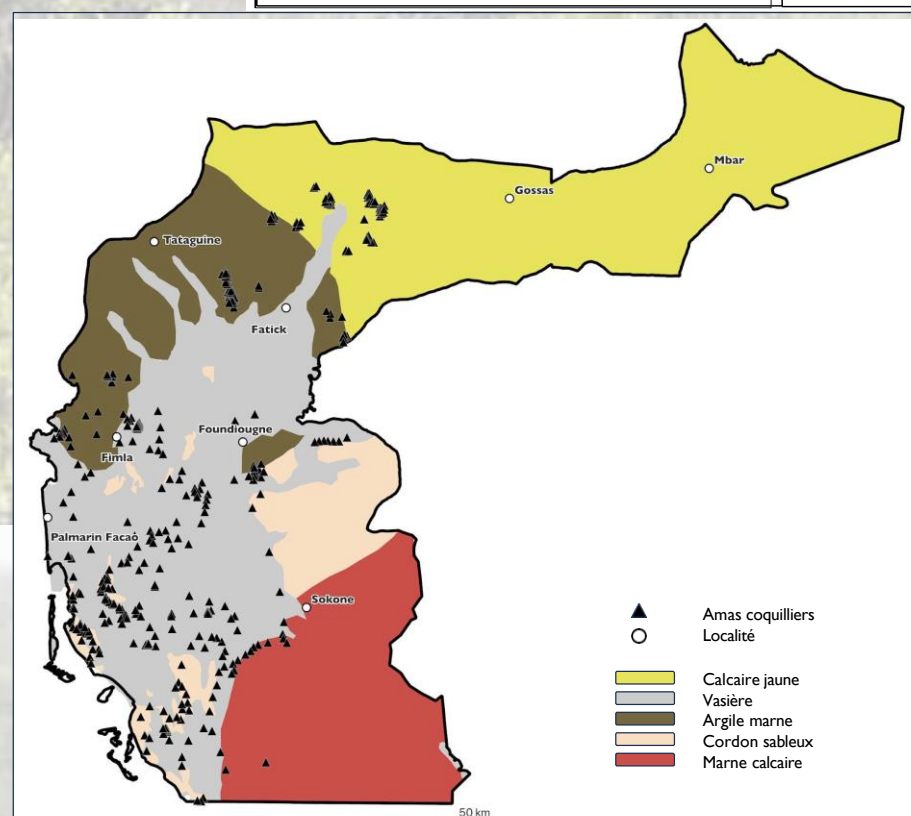 Mbar
Gossas
Tataguine
Fatick
Foundiougne
Fimla
Palmarin Facaó
Sokone
Amas coquilliers
Localité
Calcaire jaune
Vasière
Argile marne
Cordon sableux
Marne calcaire
50 km